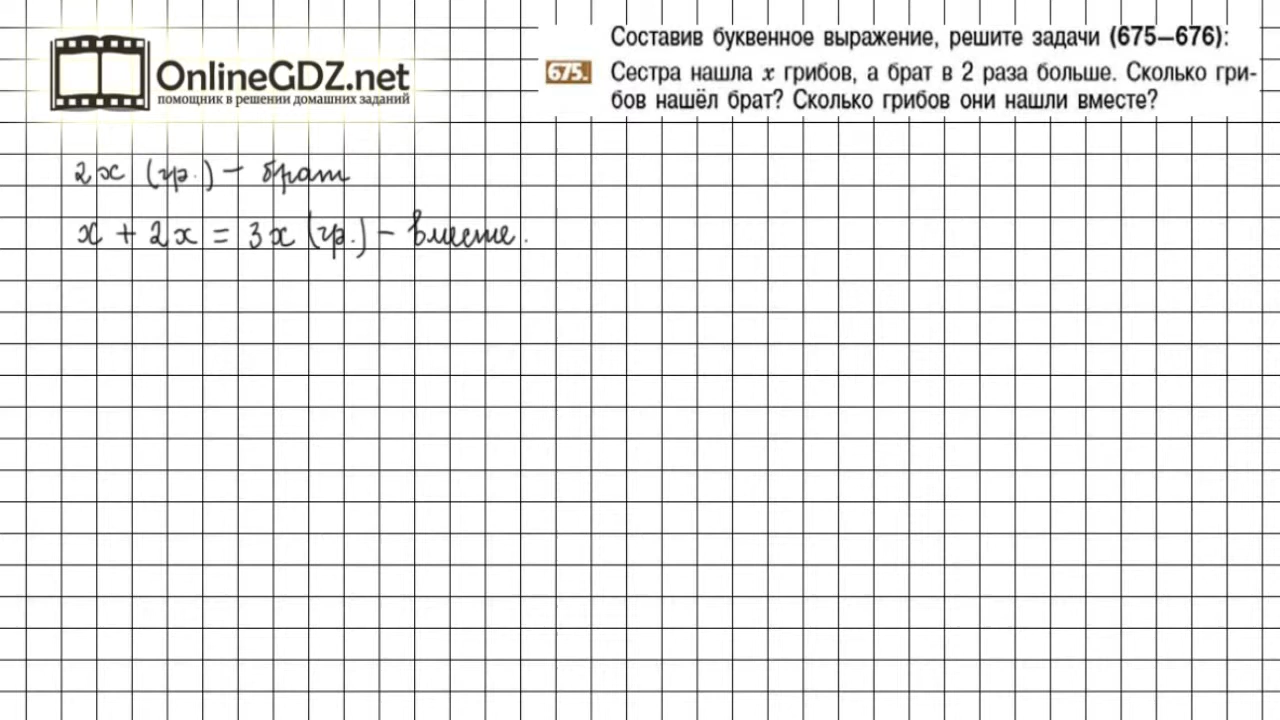 OnlineGDZ.net
помощник в решении домашних заданий
Составив буквенное выражение, решите задачи (675—676):
675. Сестра нашла x грибов, а брат в 2 раза больше. Сколько гри-
бов нашёл брат? Сколько грибов они нашли вместе?
2x (гр.) - брат
x + 2x = 3x (гр.) - вместе.